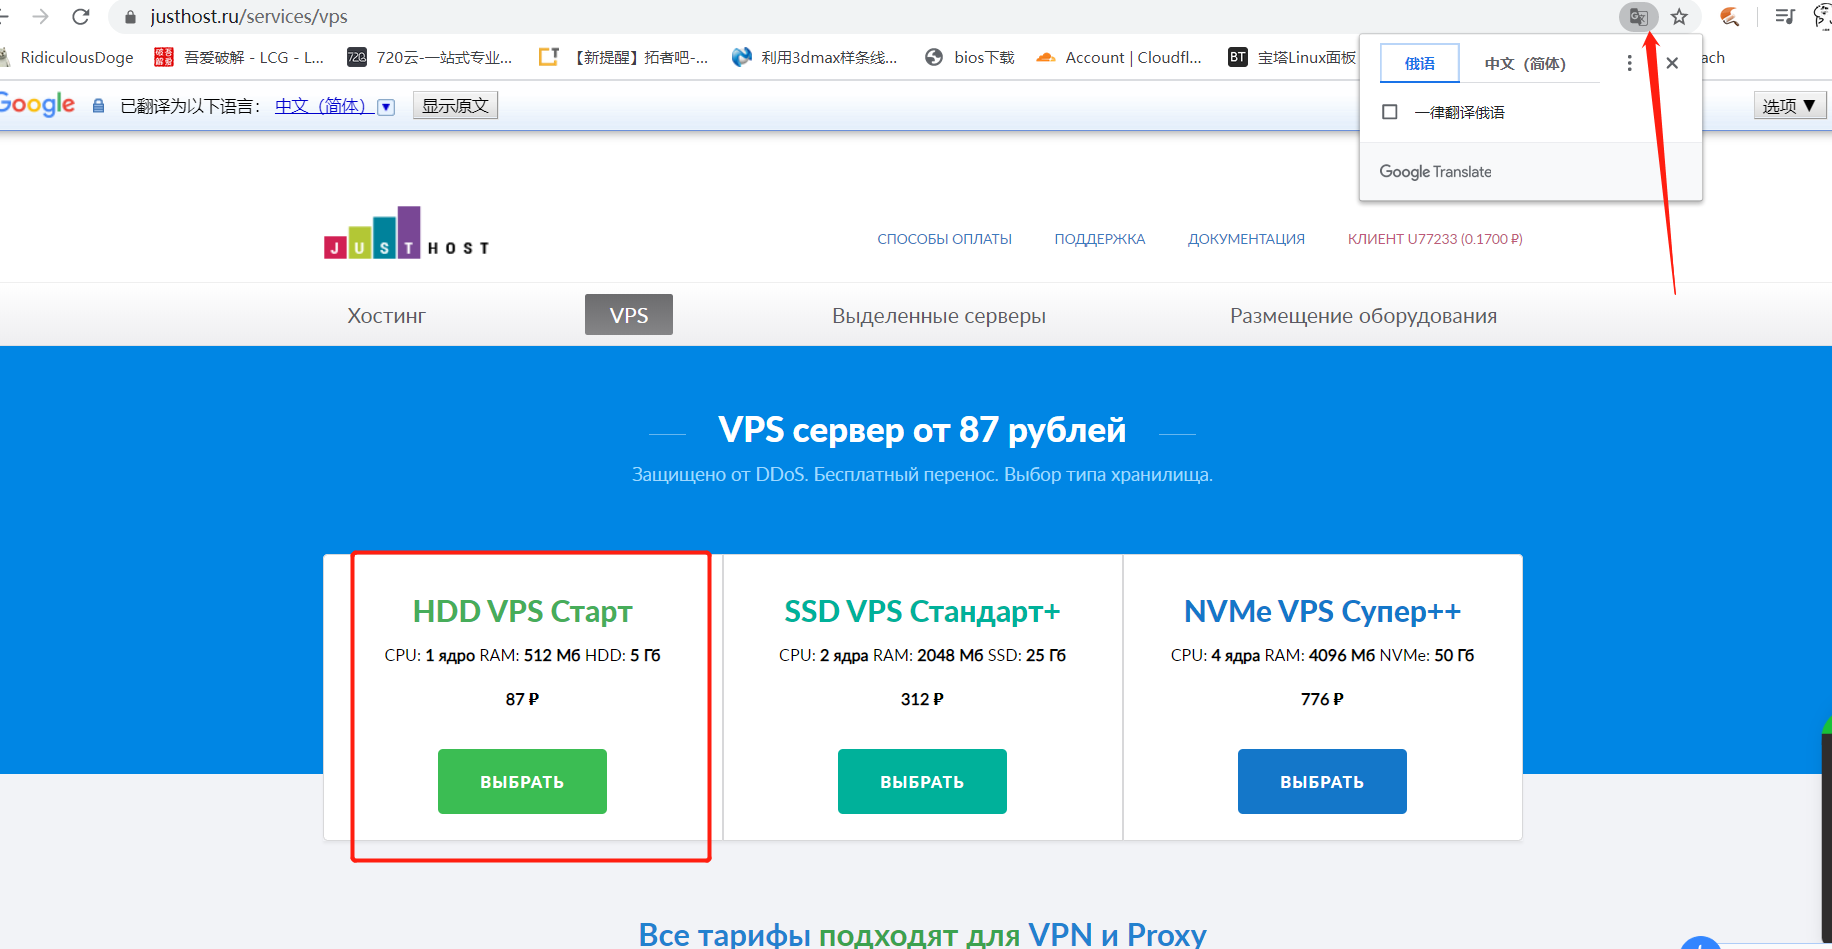 justhost.ru/services/vps
RidiculousDoge 吾爱破解 - LCG - L... 720云-一站式专业... 【新提醒】拓者吧-... 利用3dmax样条线... bios下载 Account | Cloudfl... BT 宝塔Linux面板 ach
俄语 中文（简体）
一律翻译俄语
Google Translate
Google 已翻译为以下语言： 中文（简体） 显示原文 选项 ▼
JUST HOST
СПОСОБЫ ОПЛАТЫ ПОДДЕРЖКА ДОКУМЕНТАЦИЯ КЛИЕНТ U77233 (0.1700 ₽)
Хостинг VPS Выделенные серверы Размещение оборудования
VPS сервер от 87 рублей
Защищено от DDoS. Бесплатный перенос. Выбор типа хранилища.
HDD VPS Старт
CPU: 1 ядро RAM: 512 Мб HDD: 5 Гб
87 ₽
ВЫБРАТЬ
SSD VPS Стандарт+
CPU: 2 ядра RAM: 2048 Мб SSD: 25 Гб
312 ₽
ВЫБРАТЬ
NVMe VPS Супер++
CPU: 4 ядра RAM: 4096 Мб NVMe: 50 Гб
776 ₽
ВЫБРАТЬ
Все тарифы подходят для VPN и Proxy